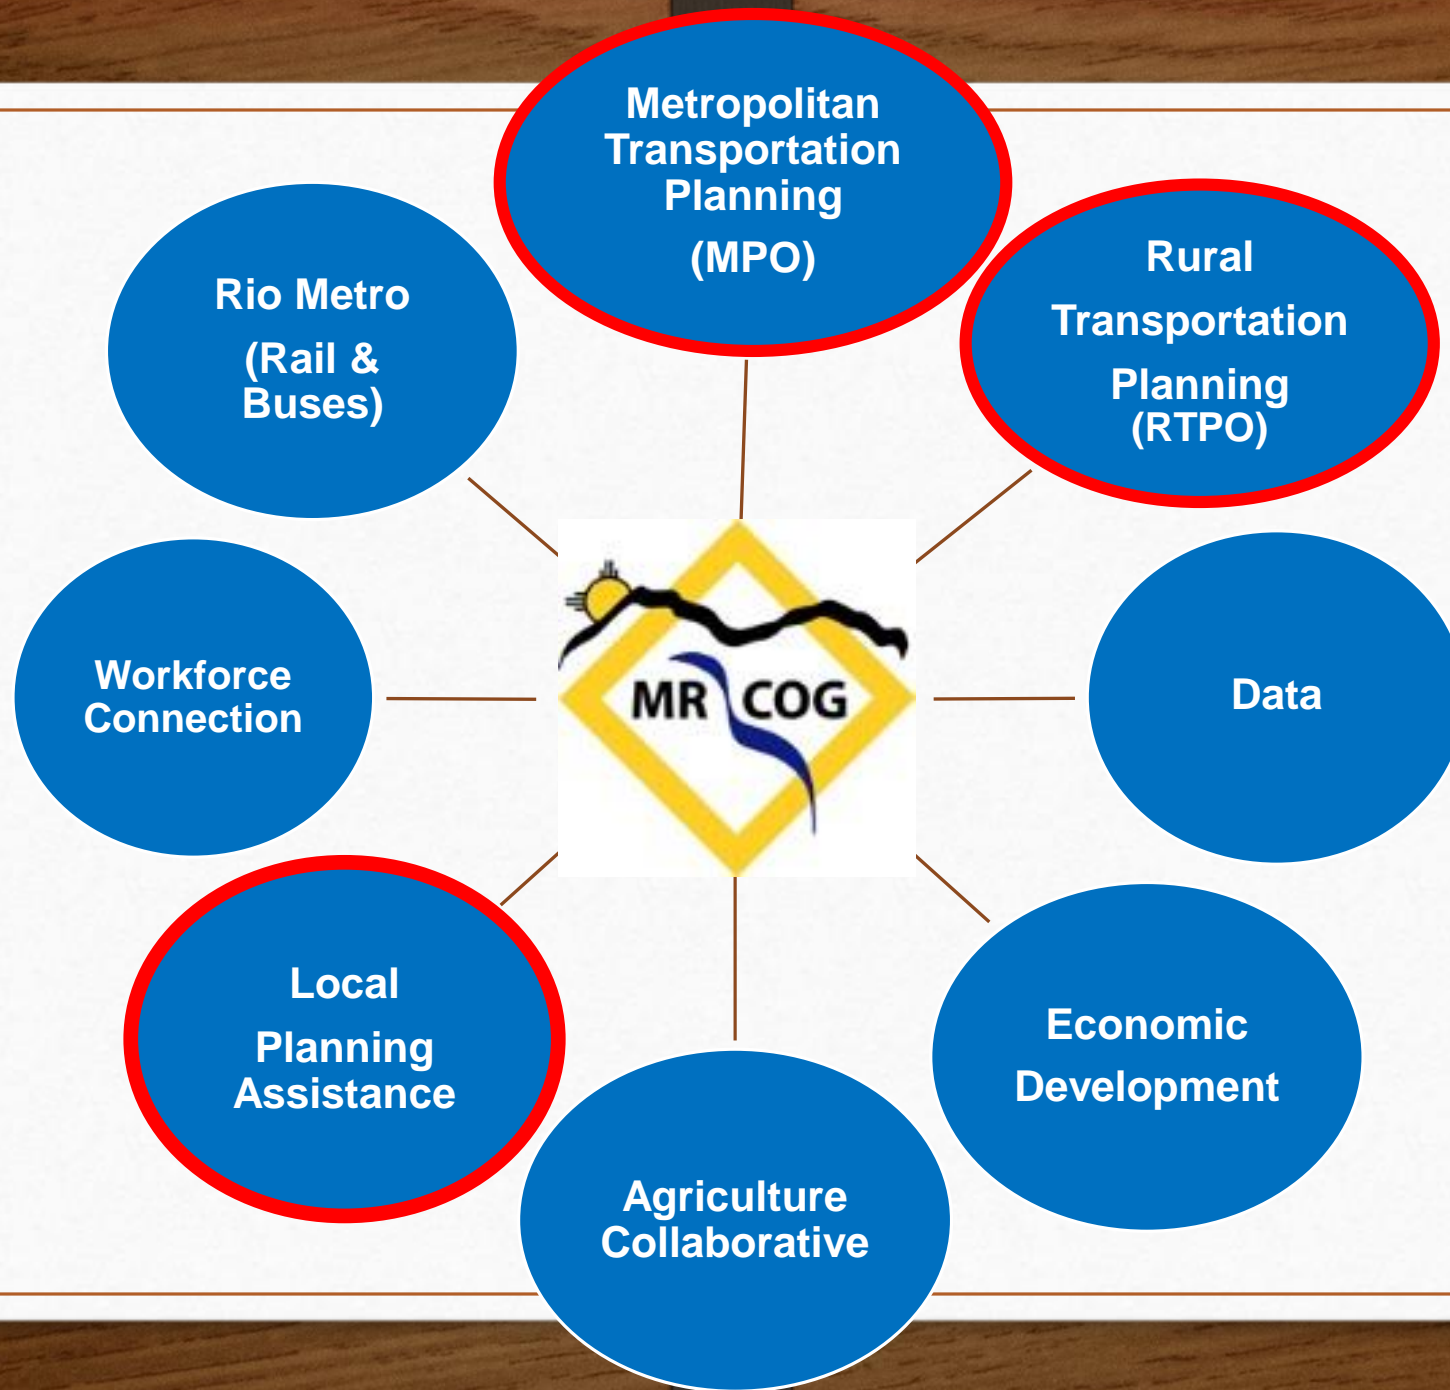 Metropolitan
Transportation
Planning
(MPO)
Rural
Transportation
Planning
(RTPO)
Rio Metro
(Rail &
Buses)
Workforce
Connection
MR COG
Data
Local
Planning
Assistance
Economic
Development
Agriculture
Collaborative